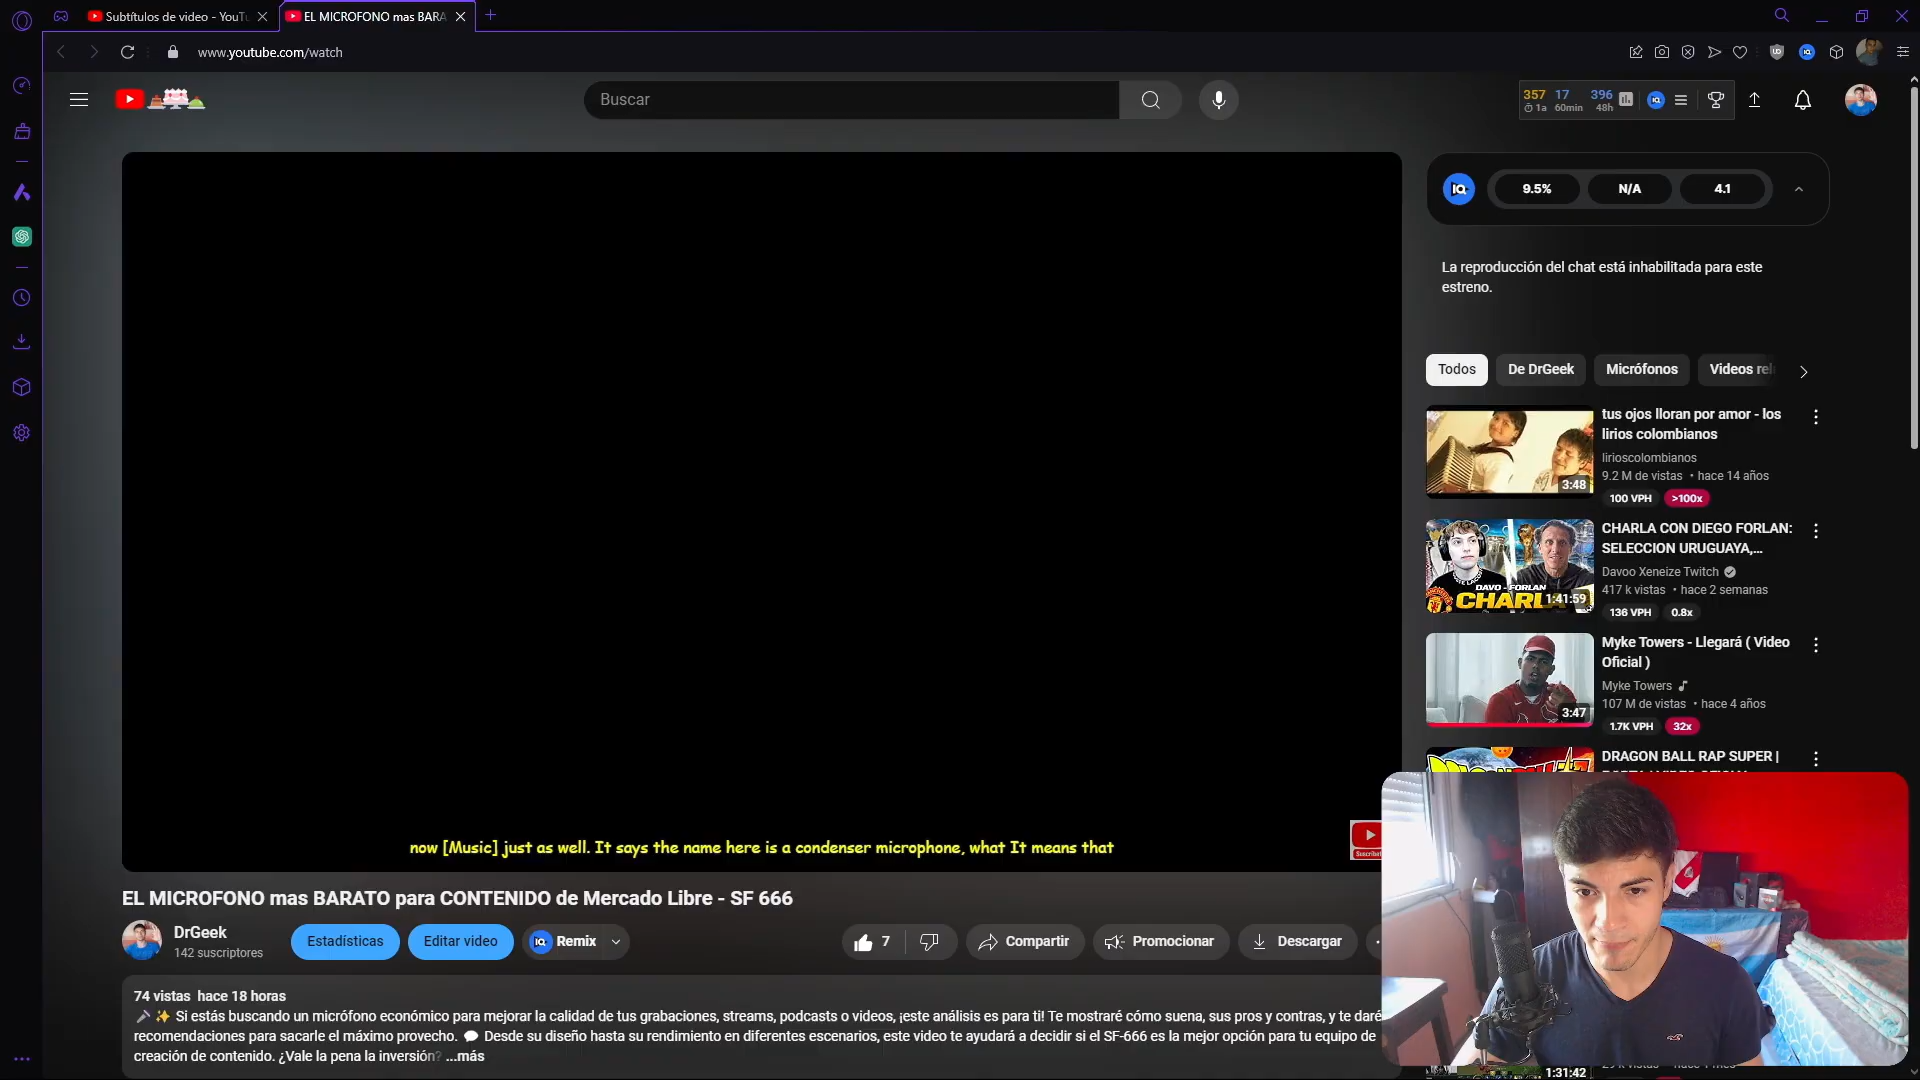 Subtítulos de video - YouTu
EL MICROFONO mas BARA
www.youtube.com/watch
Buscar
357 17 396
1a 60min 48h
9.5% N/A 4.1
La reproducción del chat está inhabilitada para este
estreno.
Todos De DrGeek Micrófonos Videos rel
tus ojos lloran por amor - los
lirios colombianos
lirioscolombianos
9.2 M de vistas • hace 14 años
100 VPH >100x
3:48
CHARLA CON DIEGO FORLAN:
SELECCION URUGUAYA,...
Davoo Xeneize Twitch
417 k vistas • hace 2 semanas
136 VPH 0.8x
DAVO - FORLAN
CHARLA
1:41:59
Myke Towers - Llegará ( Video
Oficial )
Myke Towers
107 M de vistas • hace 4 años
1.7K VPH 32x
3:47
DRAGON BALL RAP SUPER |
now [Music] just as well. It says the name here is a condenser microphone, what It means that
EL MICROFONO mas BARATO para CONTENIDO de Mercado Libre - SF 666
DrGeek
142 suscriptores
Estadísticas Editar video Remix 7 Compartir Promocionar Descargar
74 vistas hace 18 horas
🎤 ✨ Si estás buscando un micrófono económico para mejorar la calidad de tus grabaciones, streams, podcasts o videos, ¡este análisis es para ti! Te mostraré cómo suena, sus pros y contras, y te daré
recomendaciones para sacarle el máximo provecho. 💬 Desde su diseño hasta su rendimiento en diferentes escenarios, este video te ayudará a decidir si el SF-666 es la mejor opción para tu equipo de
creación de contenido. ¿Vale la pena la inversión? ...más
1:31:42